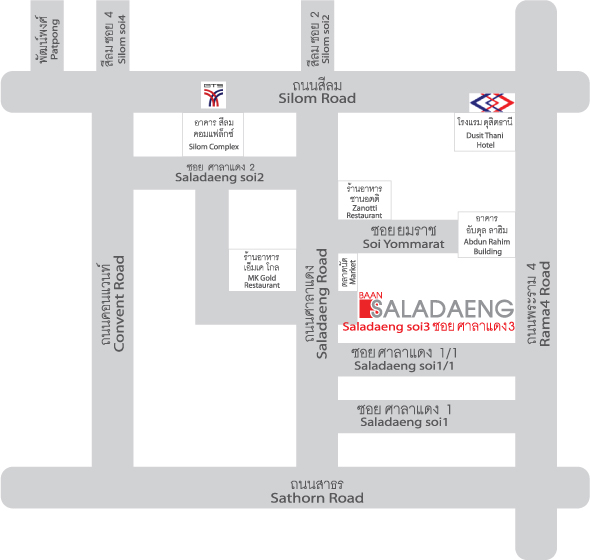 พัฒน์พงศ์
Patpong
สีลม ซอย 4
Silom soi4
สีลม ซอย 2
Silom soi2
ถนนสีลม
Silom Road
BTS
อาคาร สีลม
คอมแพล็กซ์
Silom Complex
โรงแรม ดุสิตธานี
Dusit Thani
Hotel
ซอย ศาลาแดง 2
Saladaeng soi2
ร้านอาหาร
ซานอตติ
Zanotti
Restaurant
ซอย ยมราช
Soi Yommarat
อาคาร
อับดุล ลาฮิม
Abdun Rahim
Building
ร้านอาหาร
เอ็มเค โกล
MK Gold
Restaurant
ตลาดนัด
Market
BAAN
SALADAENG
Saladaeng soi3 ซอย ศาลาแดง3
ถนนคอนแวนท์
Convent Road
ถนนศาลาแดง
Saladaeng Road
ถนนพระราม 4
Rama4 Road
ซอย ศาลาแดง 1/1
Saladaeng soi1/1
ซอย ศาลาแดง 1
Saladaeng soi1
ถนนสาธร
Sathorn Road